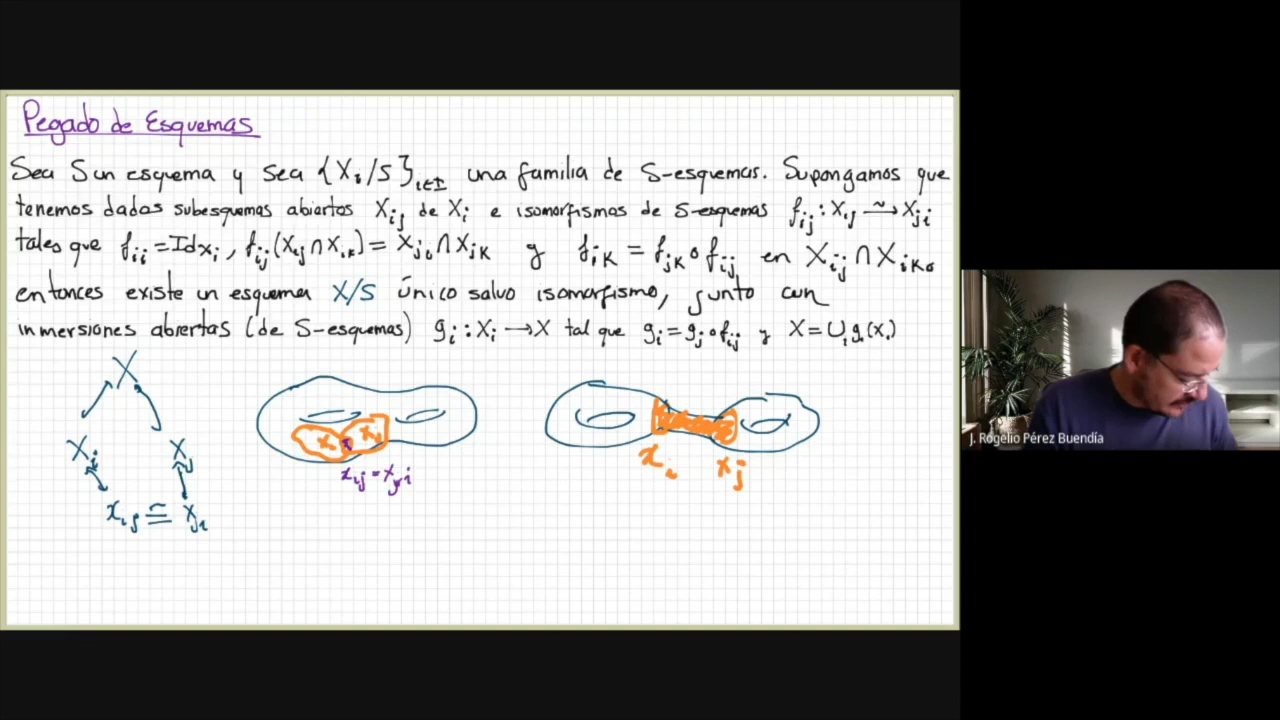 Pegado de Esquemas
Sea S un esquema y sea {Xi/S}i∈I una familia de S-esquemas. Supongamos que
tenemos dados subesquemas abiertos Xij de Xi e isomorfismos de S-esquemas fij : Xij →~ Xji
tales que fii = IdXi, fij(Xij ∩ Xik) = Xji ∩ Xjk y fik = fjk ∘ fij en Xij ∩ Xik.
entonces existe un esquema X/S único salvo isomorfismo, junto con
inmersiones abiertas (de S-esquemas) gi : Xi → X tal que gi = gj ∘ fij y X = ∪i gi(Xi)
X
Xi Xj
Xij ≅ Xji
Xi Xj
xij = xji
xi xj
J. Rogelio Pérez Buendía